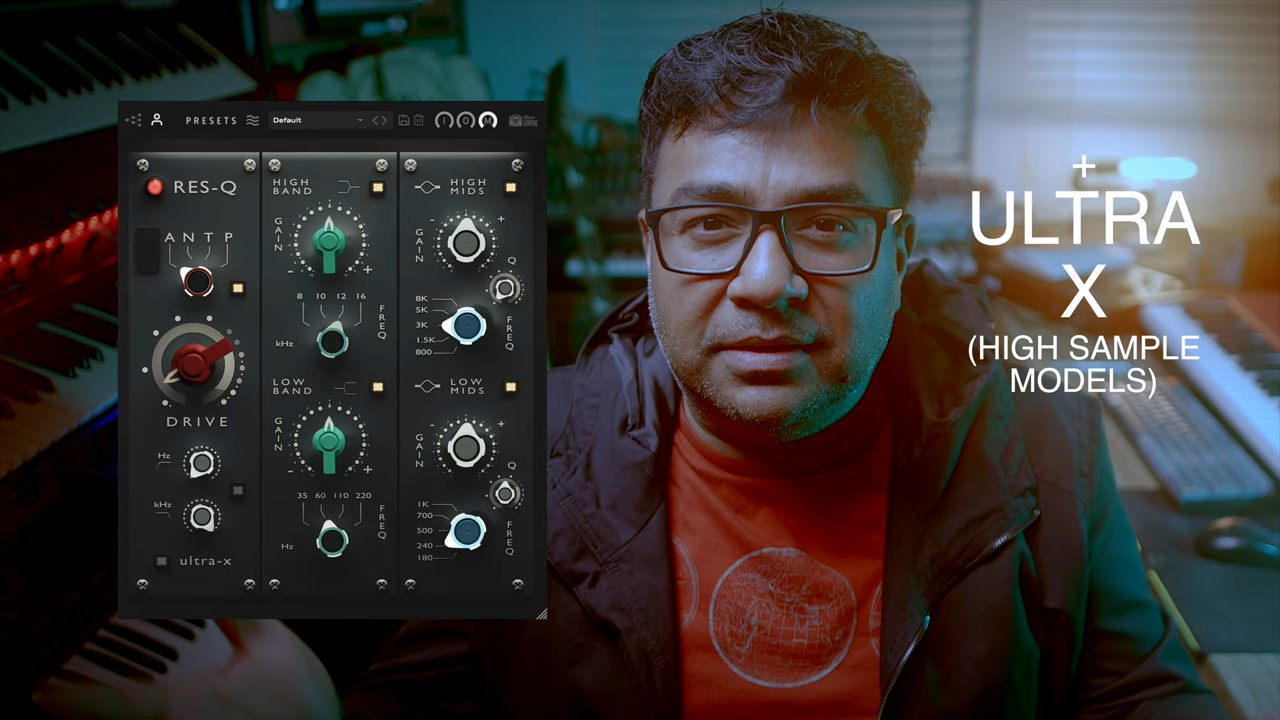 PRESETS
Default
I
O
M
RES-Q
A N T P
DRIVE
Hz
kHz
ultra-x
HIGH
BAND
GAIN
- +
8 10 12 16
kHz
FREQ
LOW
BAND
GAIN
- +
35 60 110 220
Hz
FREQ
HIGH
MIDS
GAIN
- +
Q
8K
5K
3K
1.5K
800
FREQ
LOW
MIDS
GAIN
- +
Q
1K
700
500
240
180
FREQ
+
ULTRA
X
(HIGH SAMPLE
MODELS)